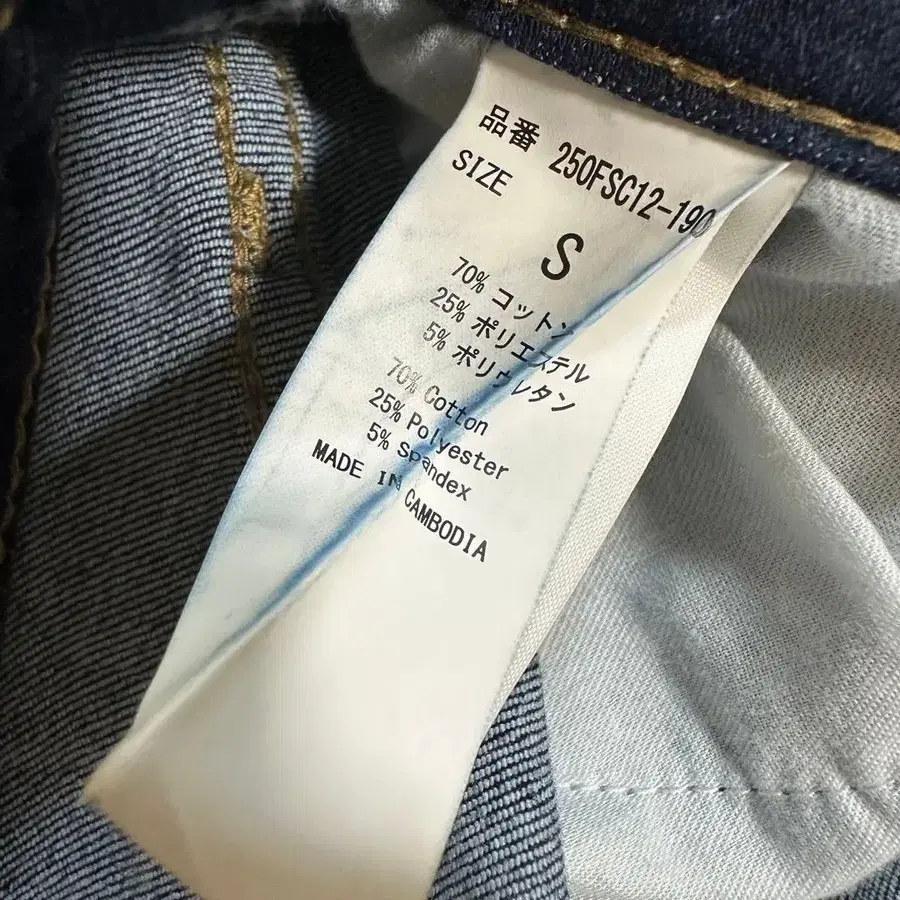 品番 250FSC12-190
SIZE
S
70% コットン
25% ポリエステル
5% ポリウレタン
70% Cotton
25% Polyester
5% Spandex
MADE IN CAMBODIA